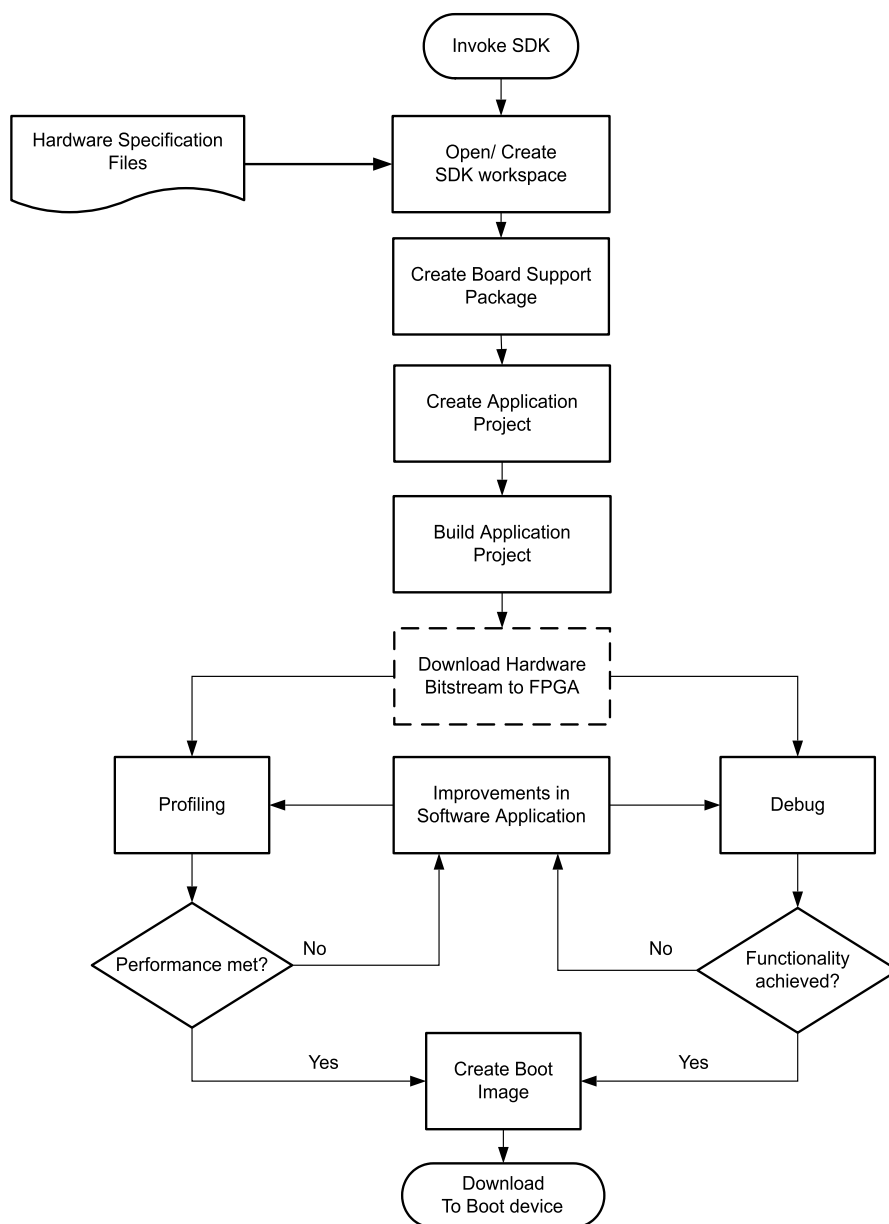 Invoke SDK
Hardware Specification
Files
Open/ Create
SDK workspace
Create Board Support
Package
Create Application
Project
Build Application
Project
Download Hardware
Bitstream to FPGA
Profiling
Improvements in
Software Application
Debug
Performance met?
No
No
Functionality
achieved?
Yes
Create Boot
Image
Yes
Download
To Boot device